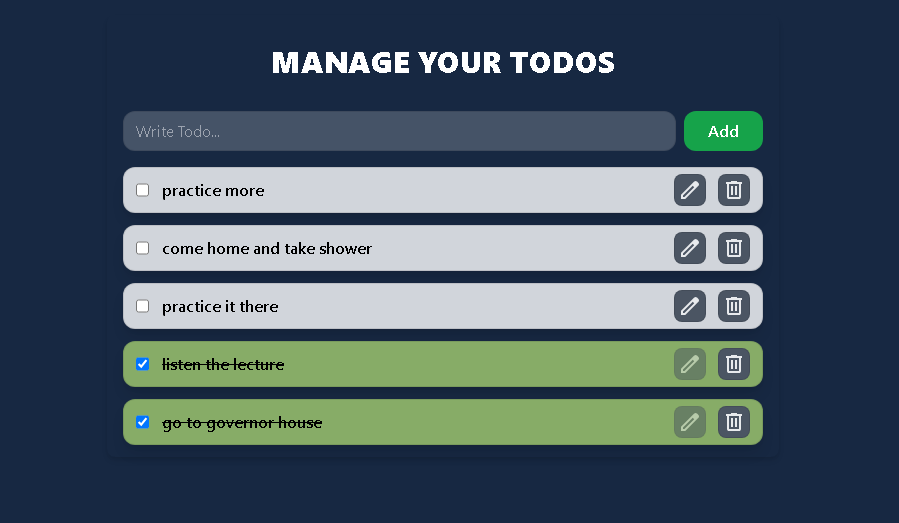 MANAGE YOUR TODOS
Write Todo...
Add
practice more
come home and take shower
practice it there
listen the lecture
go to governor house